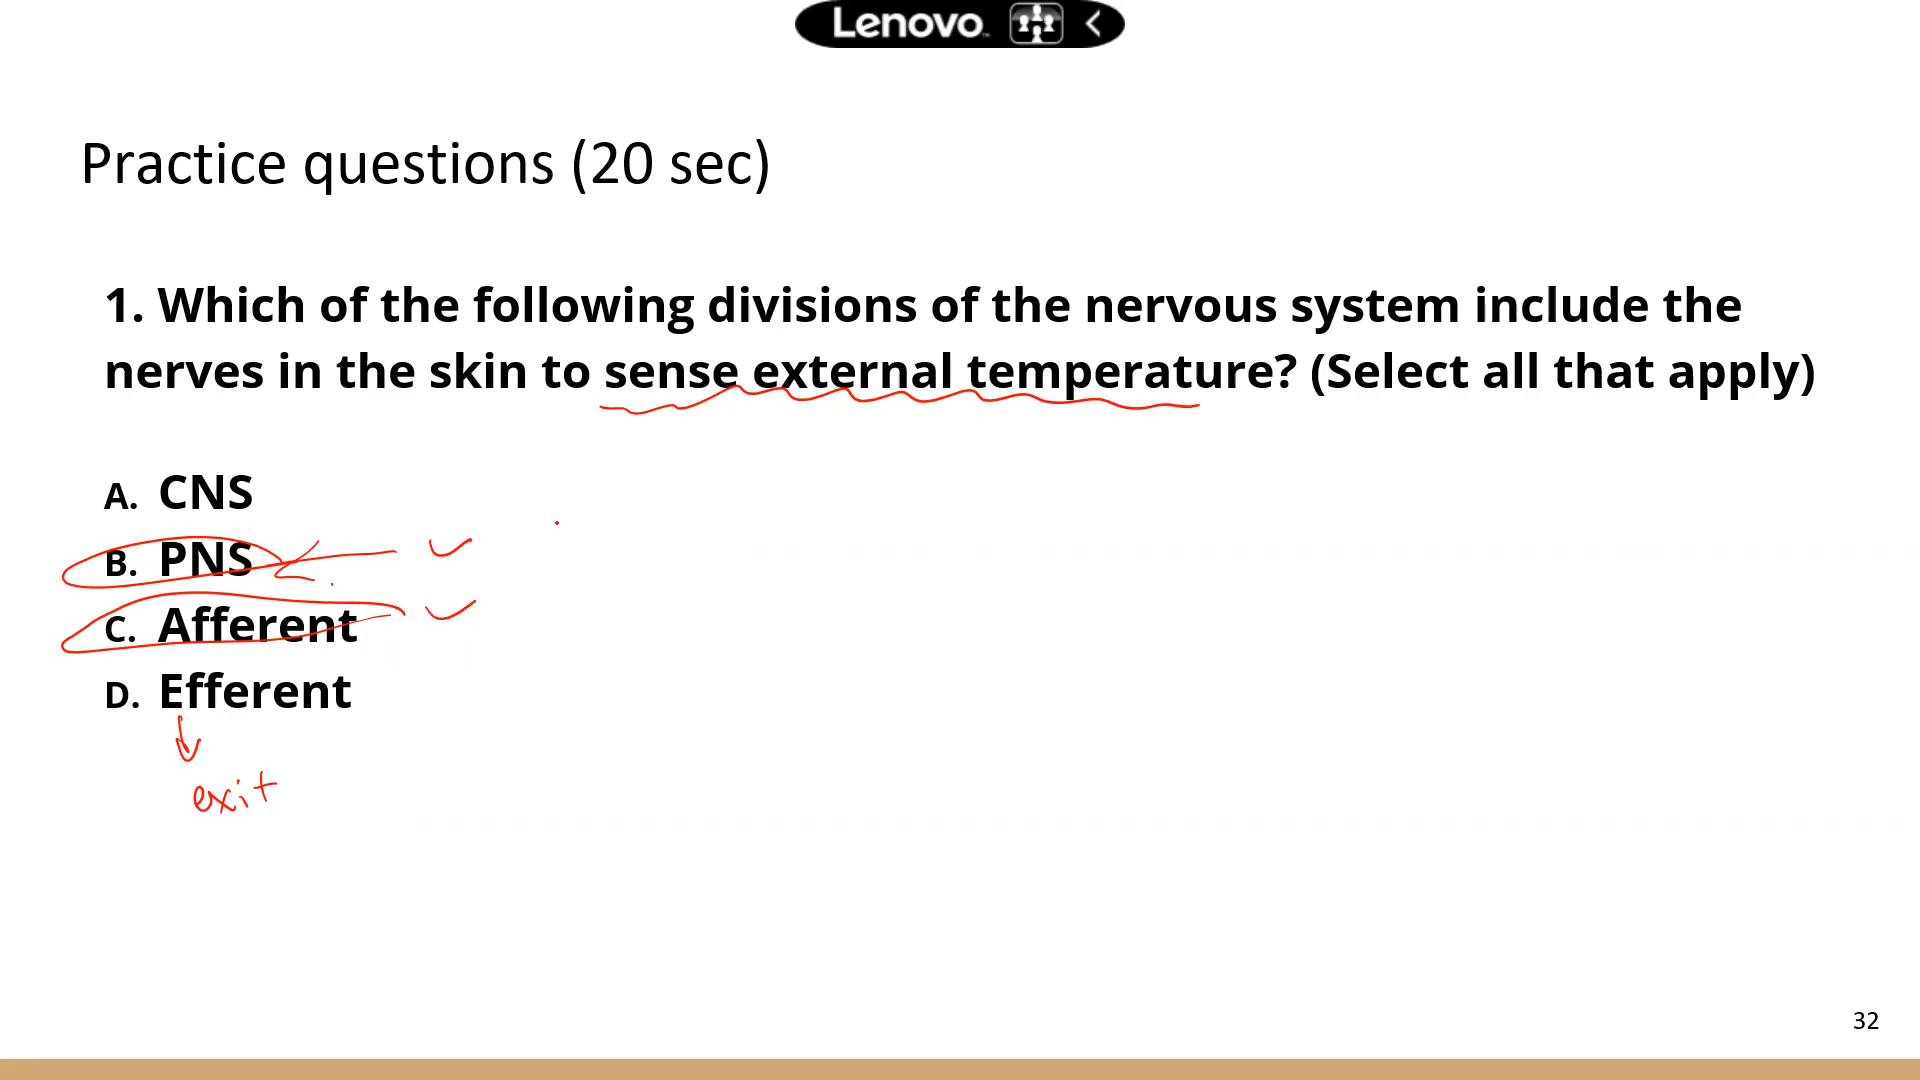 Lenovo
Practice questions (20 sec)
1. Which of the following divisions of the nervous system include the
nerves in the skin to sense external temperature? (Select all that apply)
A. CNS
B. PNS
C. Afferent
D. Efferent
exit
32